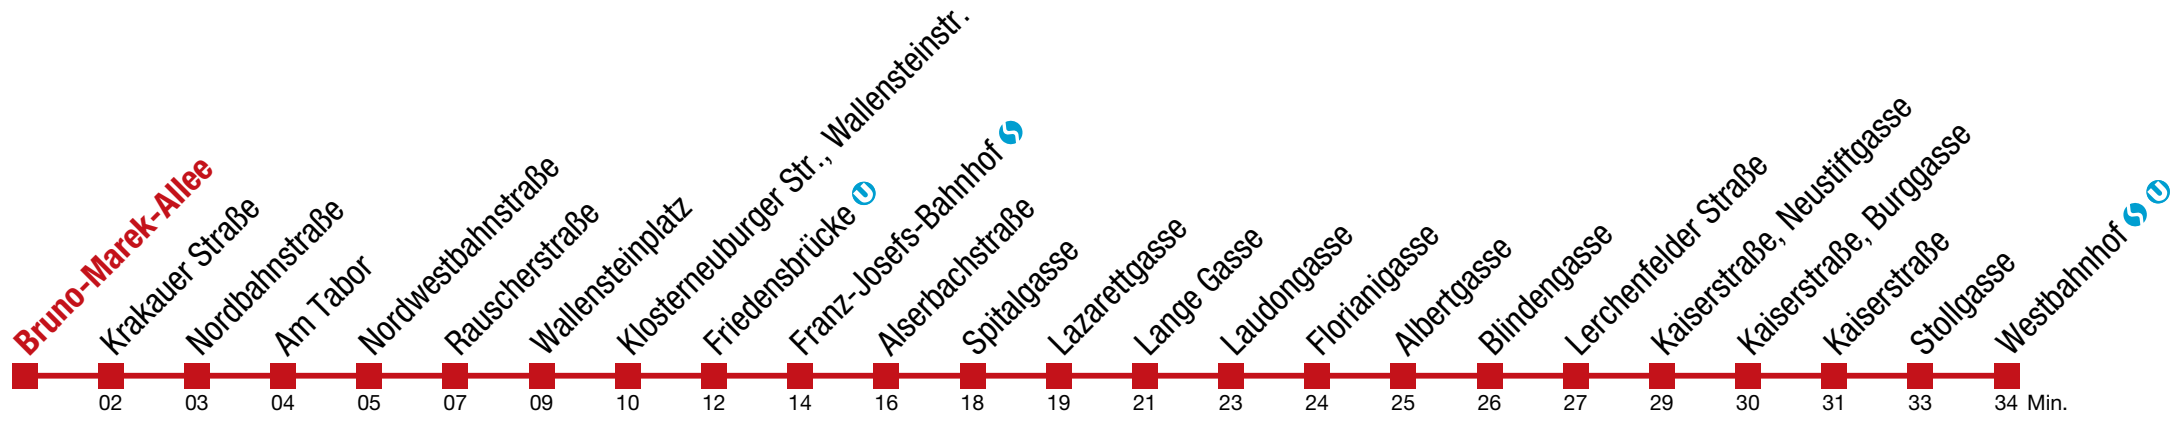 Bruno-Marek-Allee
Krakauer Straße
Nordbahnstraße
Am Tabor
Nordwestbahnstraße
Rauscherstraße
Wallensteinplatz
Klosterneuburger Str., Wallensteinstr.
Friedensbrücke U
Franz-Josefs-Bahnhof S
Alserbachstraße
Spitalgasse
Lazarettgasse
Lange Gasse
Laudongasse
Florianigasse
Albertgasse
Blindengasse
Lerchenfelder Straße
Kaiserstraße, Neustiftgasse
Kaiserstraße, Burggasse
Kaiserstraße
Stollgasse
Westbahnhof S U
02 03 04 05 07 09 10 12 14 16 18 19 21 23 24 25 26 27 29 30 31 33 34 Min.